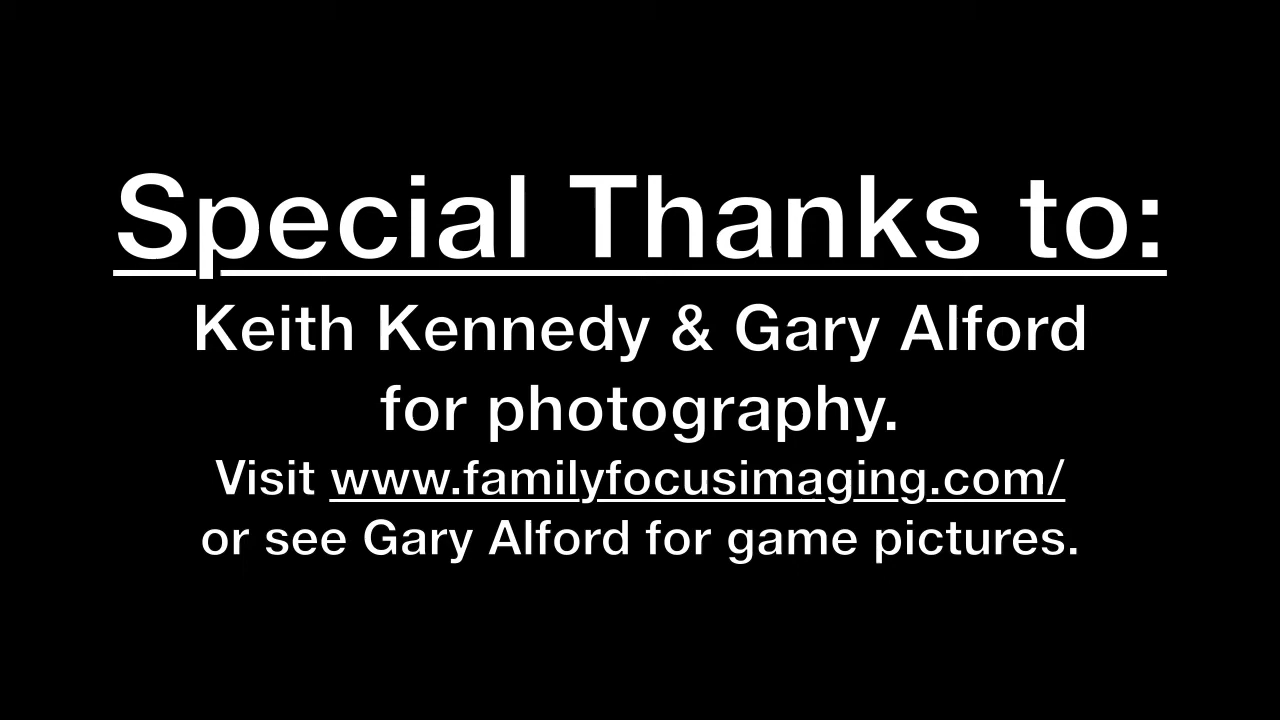 Special Thanks to:
Keith Kennedy & Gary Alford
for photography.
Visit www.familyfocusimaging.com/
or see Gary Alford for game pictures.